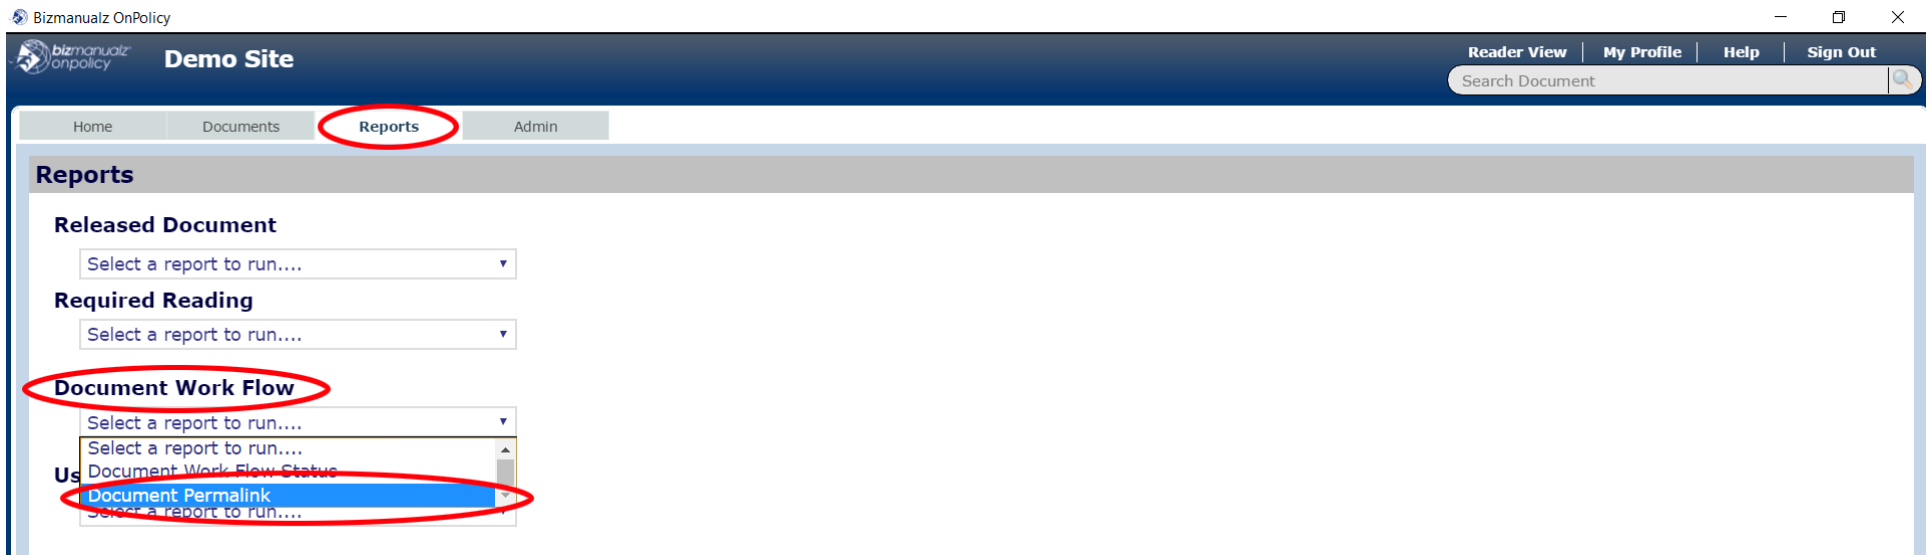 Bizmanualz OnPolicy
bizmanualz
onpolicy
Demo Site
Reader View
My Profile
Help
Sign Out
Search Document
Home
Documents
Reports
Admin
Reports
Released Document
Select a report to run....
Required Reading
Select a report to run....
Document Work Flow
Select a report to run....
Select a report to run....
Us
Document Work Flow Status
Document Permalink
Select a report to run....